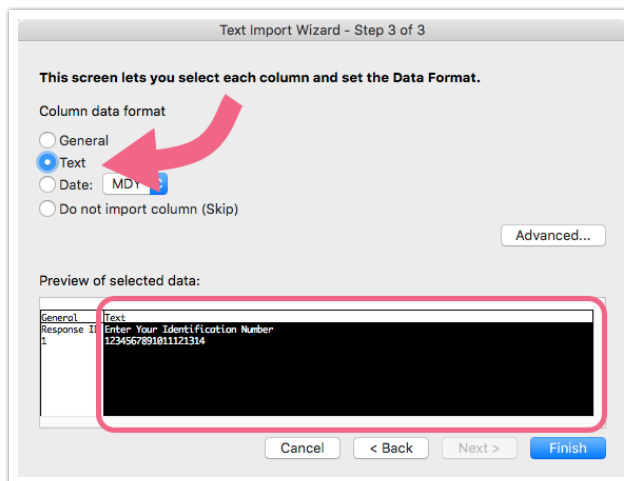 Text Import Wizard - Step 3 of 3
This screen lets you select each column and set the Data Format.
Column data format
General
Text
Date: MDY
Do not import column (Skip)
Advanced...
Preview of selected data:
General Text
Response I Enter Your Identification Number
1 1234567891011121314
Cancel < Back Next > Finish